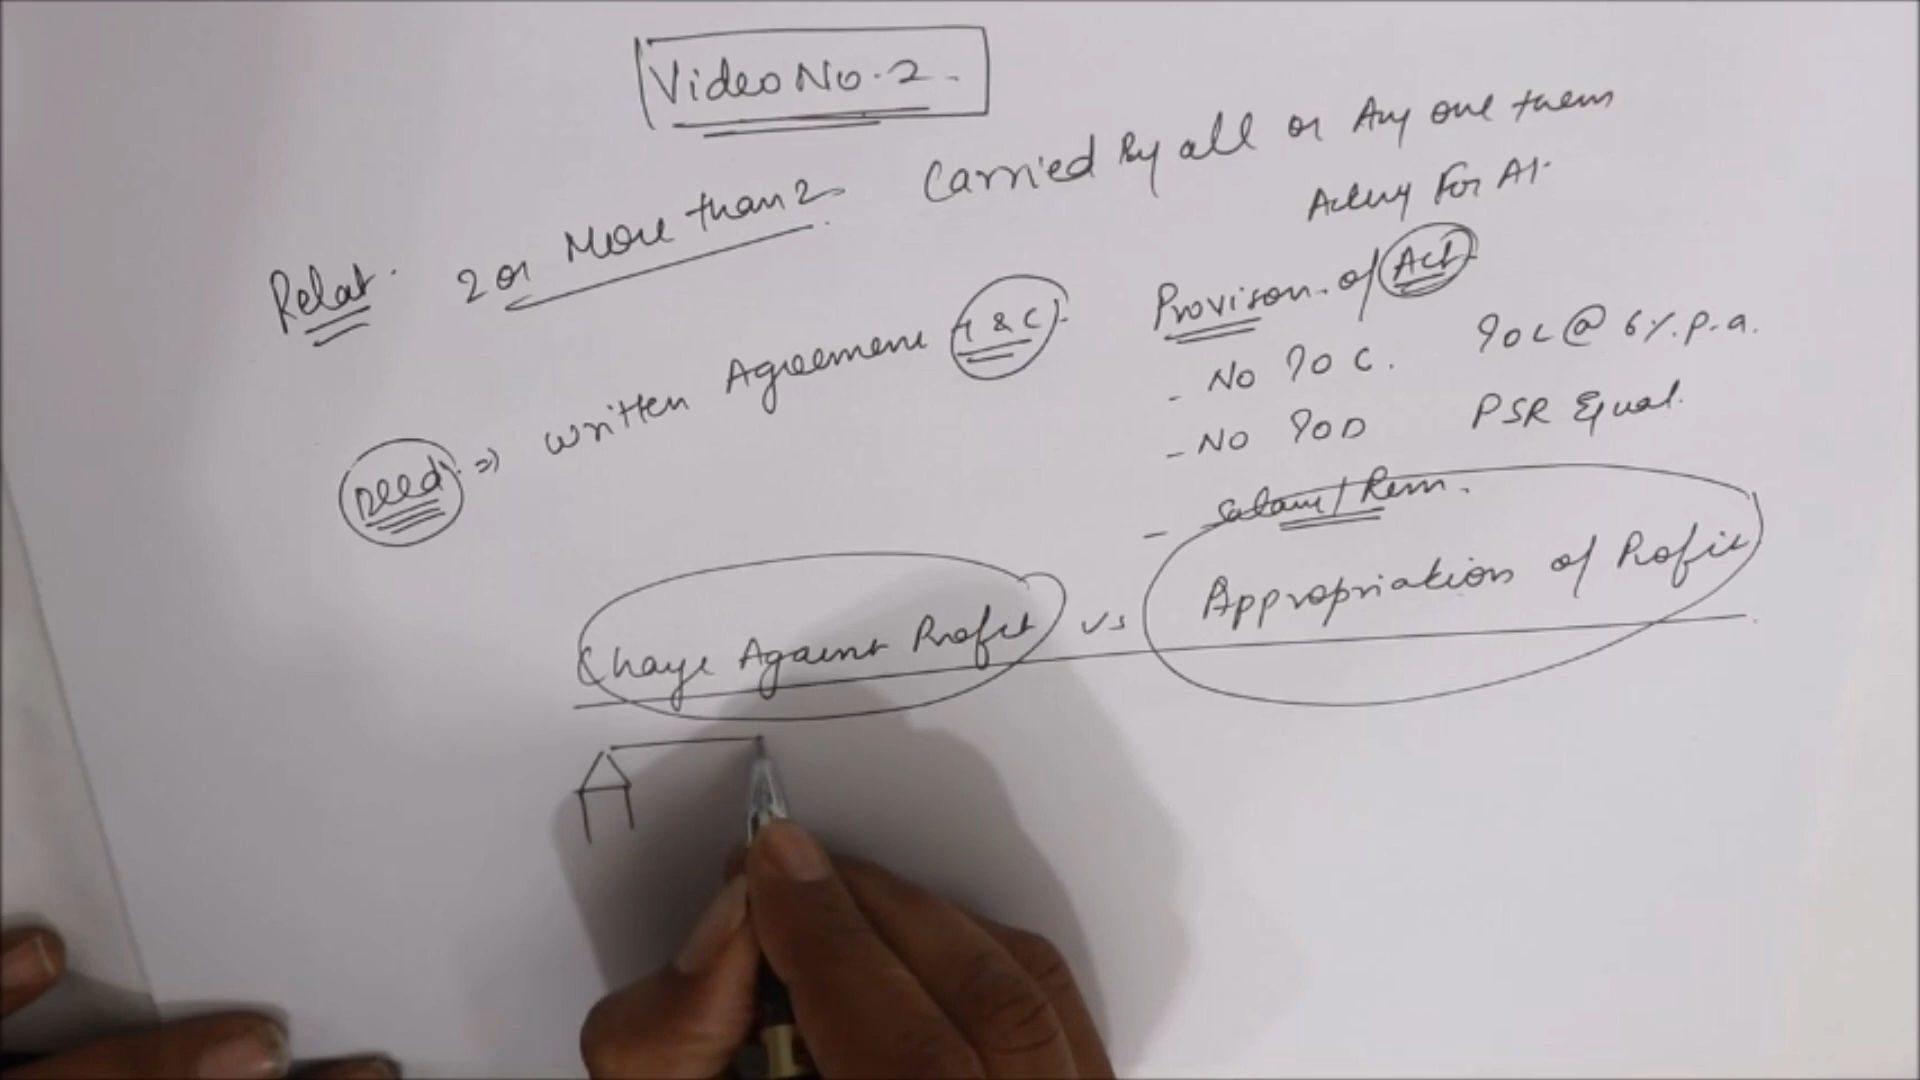 Video No. 2.
Relat. 2 or More than 2 Carried By all or Any one them
Acting For All.
Deed => Written Agreement T & C
Provison. of Act
- No IOC. IOL @ 6%.p.a.
- No IOD PSR Equal.
- Salary / Rem.
Charge Against Profit vs Appropriation of Profit